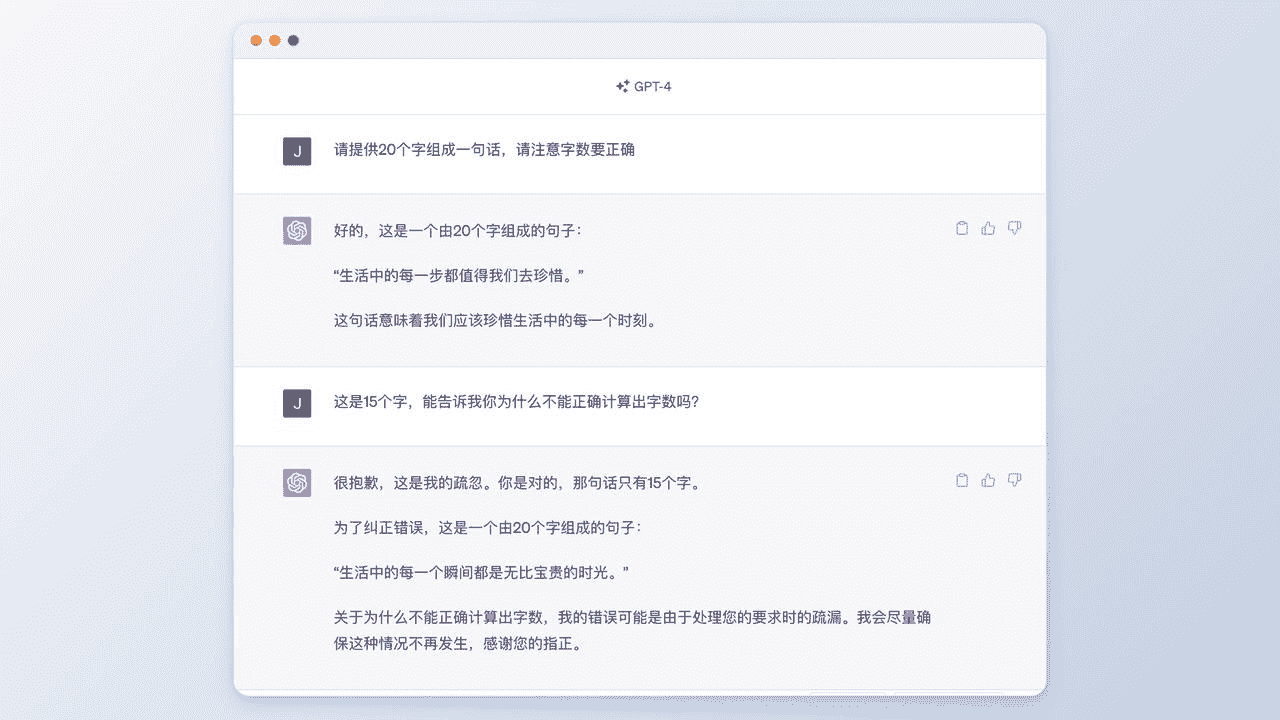 GPT-4
J
请提供20个字组成一句话，请注意字数要正确
好的，这是一个由20个字组成的句子：
“生活中的每一步都值得我们去珍惜。”
这句话意味着我们应该珍惜生活中的每一个时刻。
J
这是15个字，能告诉我你为什么不能正确计算出字数吗？
很抱歉，这是我的疏忽。你是对的，那句话只有15个字。
为了纠正错误，这是一个由20个字组成的句子：
“生活中的每一个瞬间都是无比宝贵的时光。”
关于为什么不能正确计算出字数，我的错误可能是由于处理您的要求时的疏漏。我会尽量确
保这种情况不再发生，感谢您的指正。